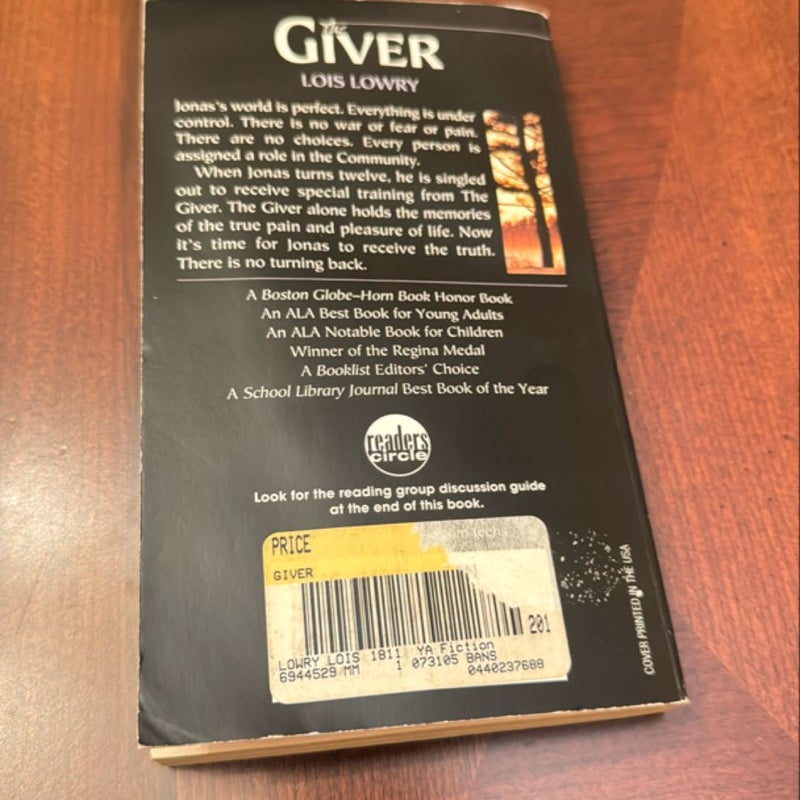 the
GIVER
LOIS LOWRY
Jonas's world is perfect. Everything is under
control. There is no war or fear or pain.
There are no choices. Every person is
assigned a role in the Community.
When Jonas turns twelve, he is singled
out to receive special training from The
Giver. The Giver alone holds the memories
of the true pain and pleasure of life. Now
it's time for Jonas to receive the truth.
There is no turning back.
A Boston Globe–Horn Book Honor Book
An ALA Best Book for Young Adults
An ALA Notable Book for Children
Winner of the Regina Medal
A Booklist Editors' Choice
A School Library Journal Best Book of the Year
readers
circle
Look for the reading group discussion guide
at the end of this book.
PRICE
GIVER
201
LOWRY LOIS 1811 YA Fiction
6944529 MM 1 073105 BANS
0440237688
COVER PRINTED IN THE USA